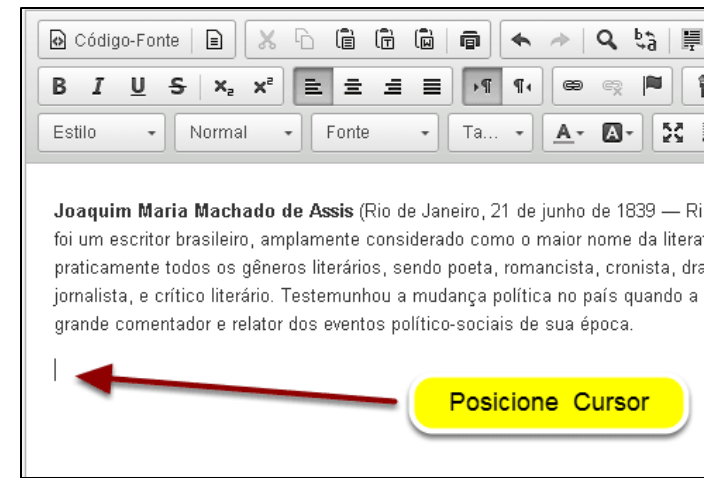 Código-Fonte
B I U S x₂ x²
Estilo Normal Fonte Ta... A A
Joaquim Maria Machado de Assis (Rio de Janeiro, 21 de junho de 1839 — Ri
foi um escritor brasileiro, amplamente considerado como o maior nome da litera
praticamente todos os gêneros literários, sendo poeta, romancista, cronista, dra
jornalista, e crítico literário. Testemunhou a mudança política no país quando a
grande comentador e relator dos eventos político-sociais de sua época.
Posicione Cursor